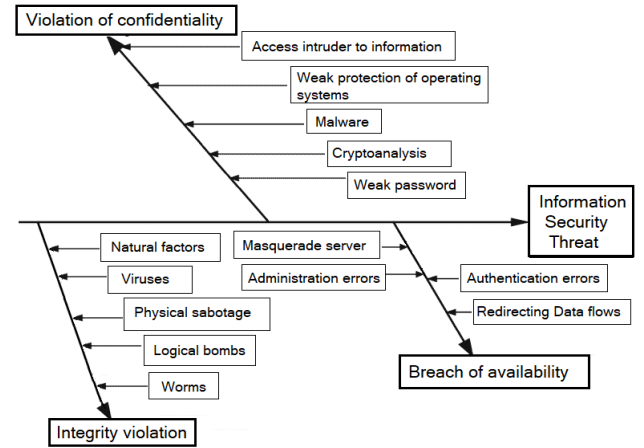 Violation of confidentiality
Access intruder to information
Weak protection of operating
systems
Malware
Cryptoanalysis
Weak password
Information
Security
Threat
Natural factors
Viruses
Physical sabotage
Logical bombs
Worms
Integrity violation
Masquerade server
Administration errors
Authentication errors
Redirecting Data flows
Breach of availability